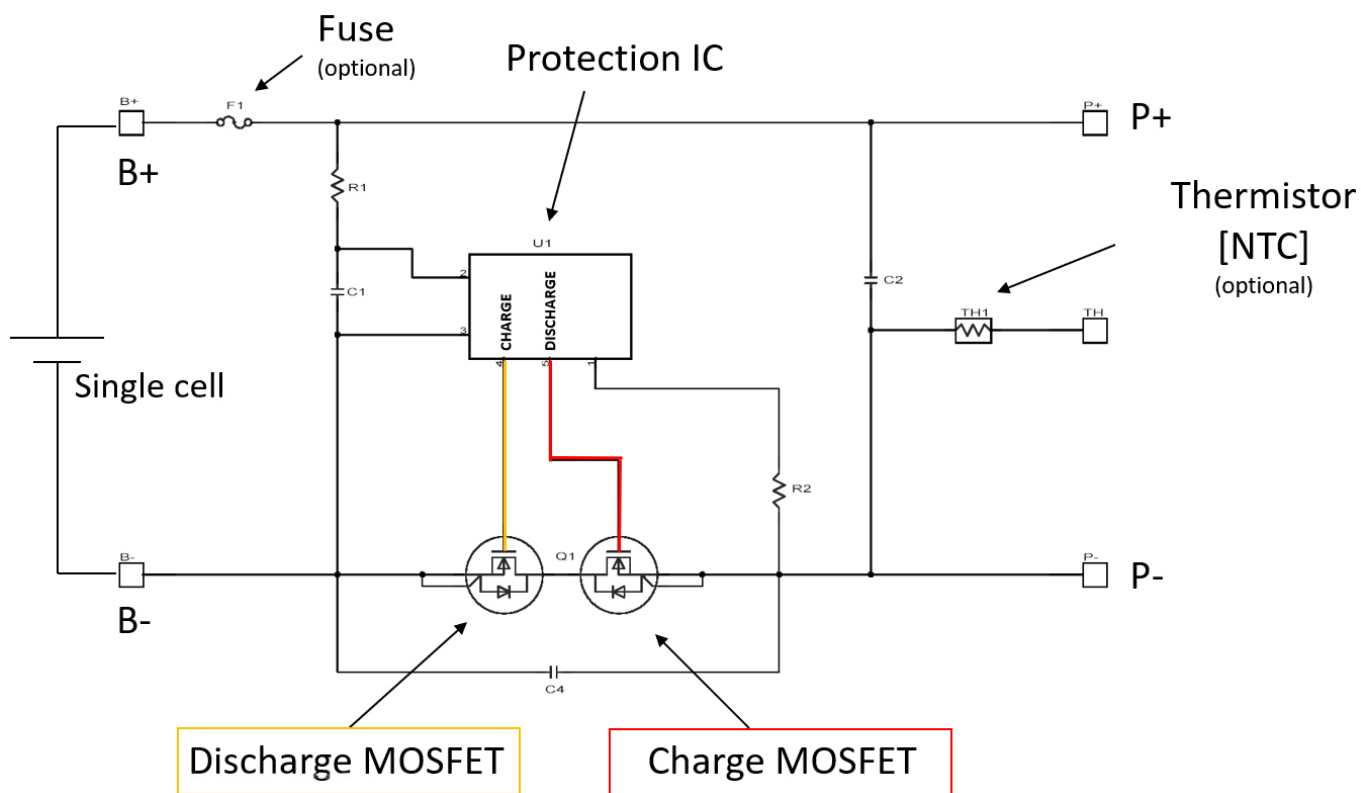 Fuse
(optional)
Protection IC
B+
F1
P+
P+
B+
R1
Thermistor
[NTC]
(optional)
U1
2
CHARGE
DISCHARGE
C1
C2
3
TH1
TH
4
5
1
Single cell
R2
B-
Q1
P-
P-
B-
C4
Discharge MOSFET
Charge MOSFET